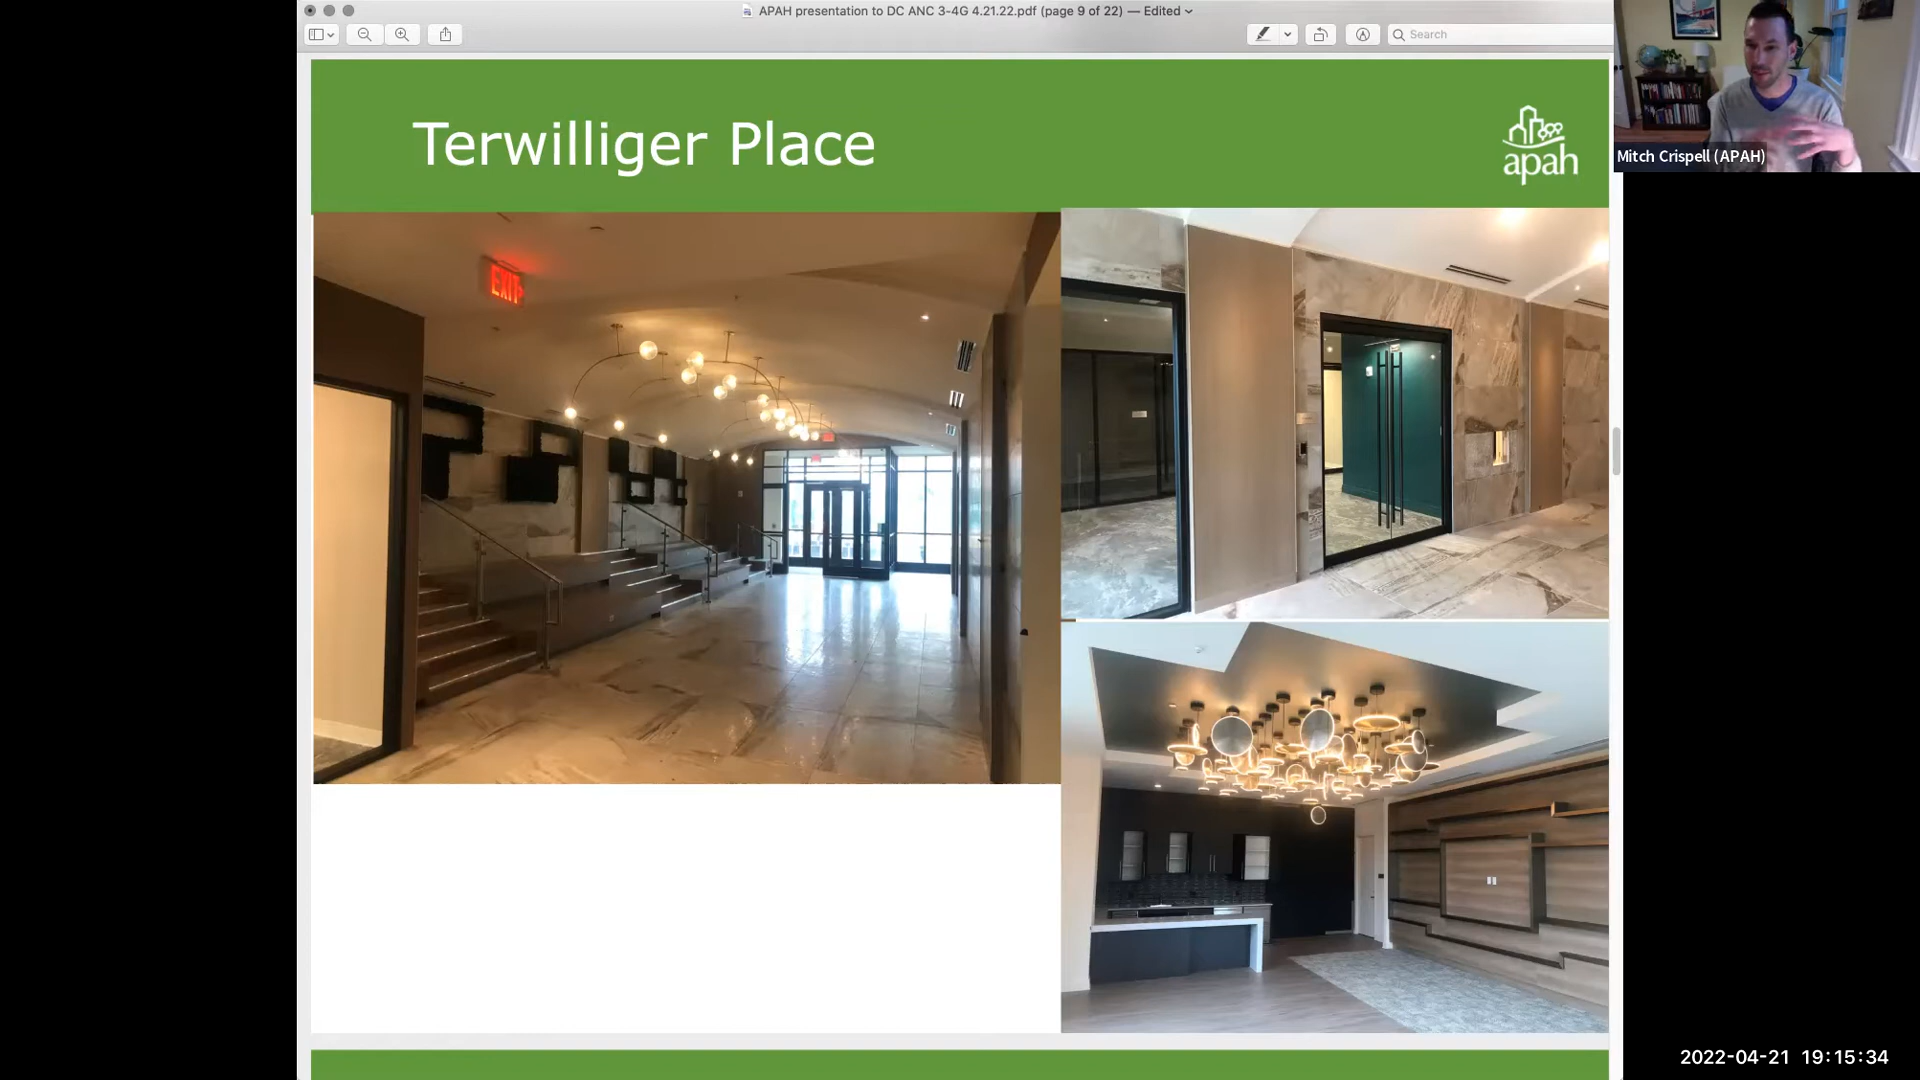 APAH presentation to DC ANC 3-4G 4.21.22.pdf (page 9 of 22) — Edited
Search
Terwilliger Place
apah
Mitch Crispell (APAH)
EXIT
2022-04-21 19:15:34